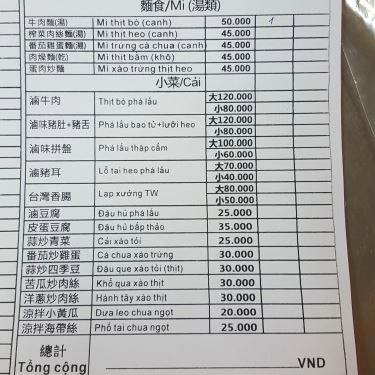 麵食/Mì (湯類)
牛肉麵(湯) Mì thịt bò (canh) 50.000 1
榨菜肉絲麵(湯) Mì thịt heo (canh) 45.000
番茄雞蛋麵(湯) Mì trứng cà chua (canh) 45.000
肉燥麵(乾) Mì thịt bằm (khô) 45.000
蛋肉炒麵 Mì xào trứng thịt heo 45.000
小菜/Cải
滷牛肉 Thịt bò phá lấu 大120.000
小80.000
滷味豬肚+豬舌 Phá lấu bao tử+lưỡi heo 大120.000
小80.000
滷味拼盤 Phá lấu thập cẩm 大100.000
小60.000
滷豬耳 Lỗ tai heo phá lấu 大70.000
小40.000
台灣香腸 Lạp xưởng TW 大80.000
小50.000
滷豆腐 Đậu hủ phá lấu 25.000
皮蛋豆腐 Đậu hủ bắp thảo 35.000
蒜炒青菜 Cải xào tỏi 25.000
番茄炒雞蛋 Cà chua xào trứng 30.000
蒜炒四季豆 Đậu que xào tỏi (thịt) 30.000
苦瓜炒肉絲 Khổ qua xào thịt 30.000
洋蔥炒肉絲 Hành tây xào thịt 30.000
涼拌小黃瓜 Dưa leo chua ngọt 20.000
涼拌海帶絲 Phổ tai chua ngọt 25.000
總計
Tổng cộng VND